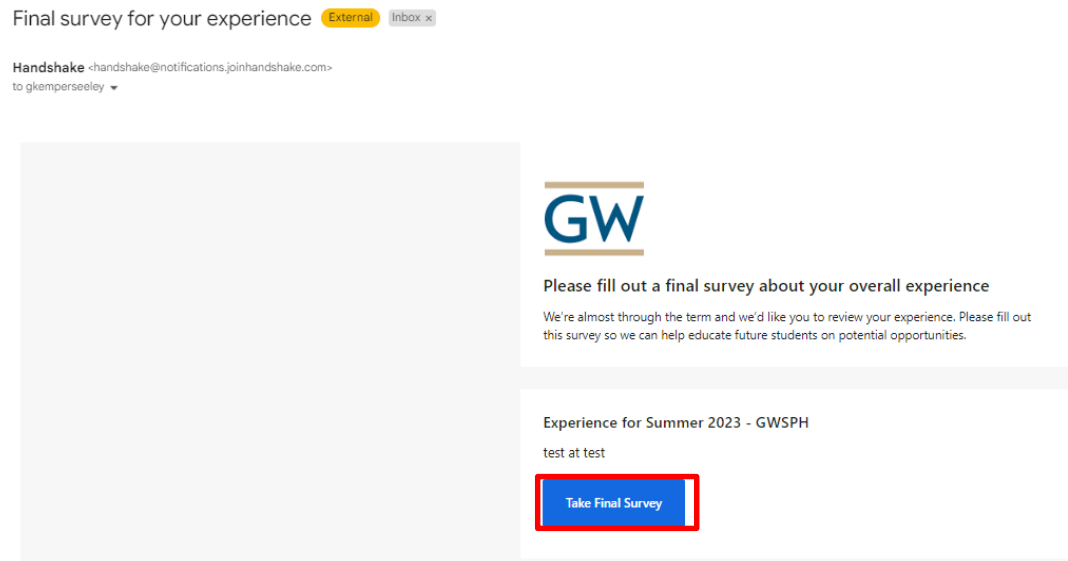 Final survey for your experience External Inbox ×
Handshake <handshake@notifications.joinhandshake.com>
to gkemperseeley
GW
Please fill out a final survey about your overall experience
We're almost through the term and we'd like you to review your experience. Please fill out
this survey so we can help educate future students on potential opportunities.
Experience for Summer 2023 - GWSPH
test at test
Take Final Survey